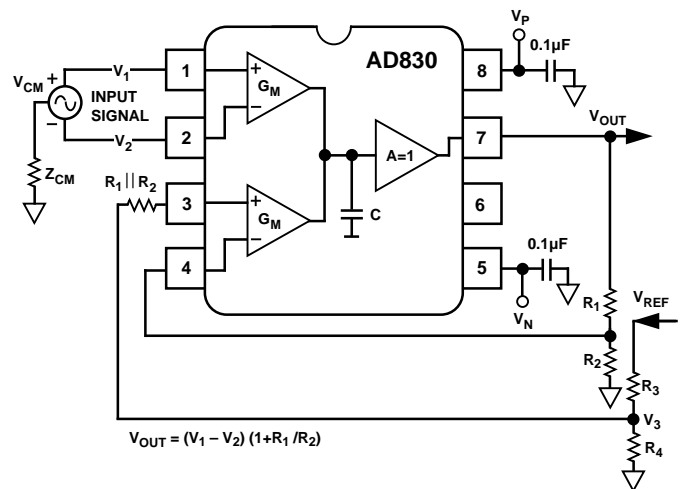 V_P
0.1µF
AD830
V_CM
+
–
V_1
INPUT
SIGNAL
V_2
Z_CM
1
2
3
4
8
7
6
5
+
–
G_M
+
–
G_M
A=1
C
V_OUT
R_1 || R_2
0.1µF
V_N
R_1
R_2
V_REF
R_3
V_3
R_4
V_OUT = (V_1 – V_2) (1+R_1 /R_2)